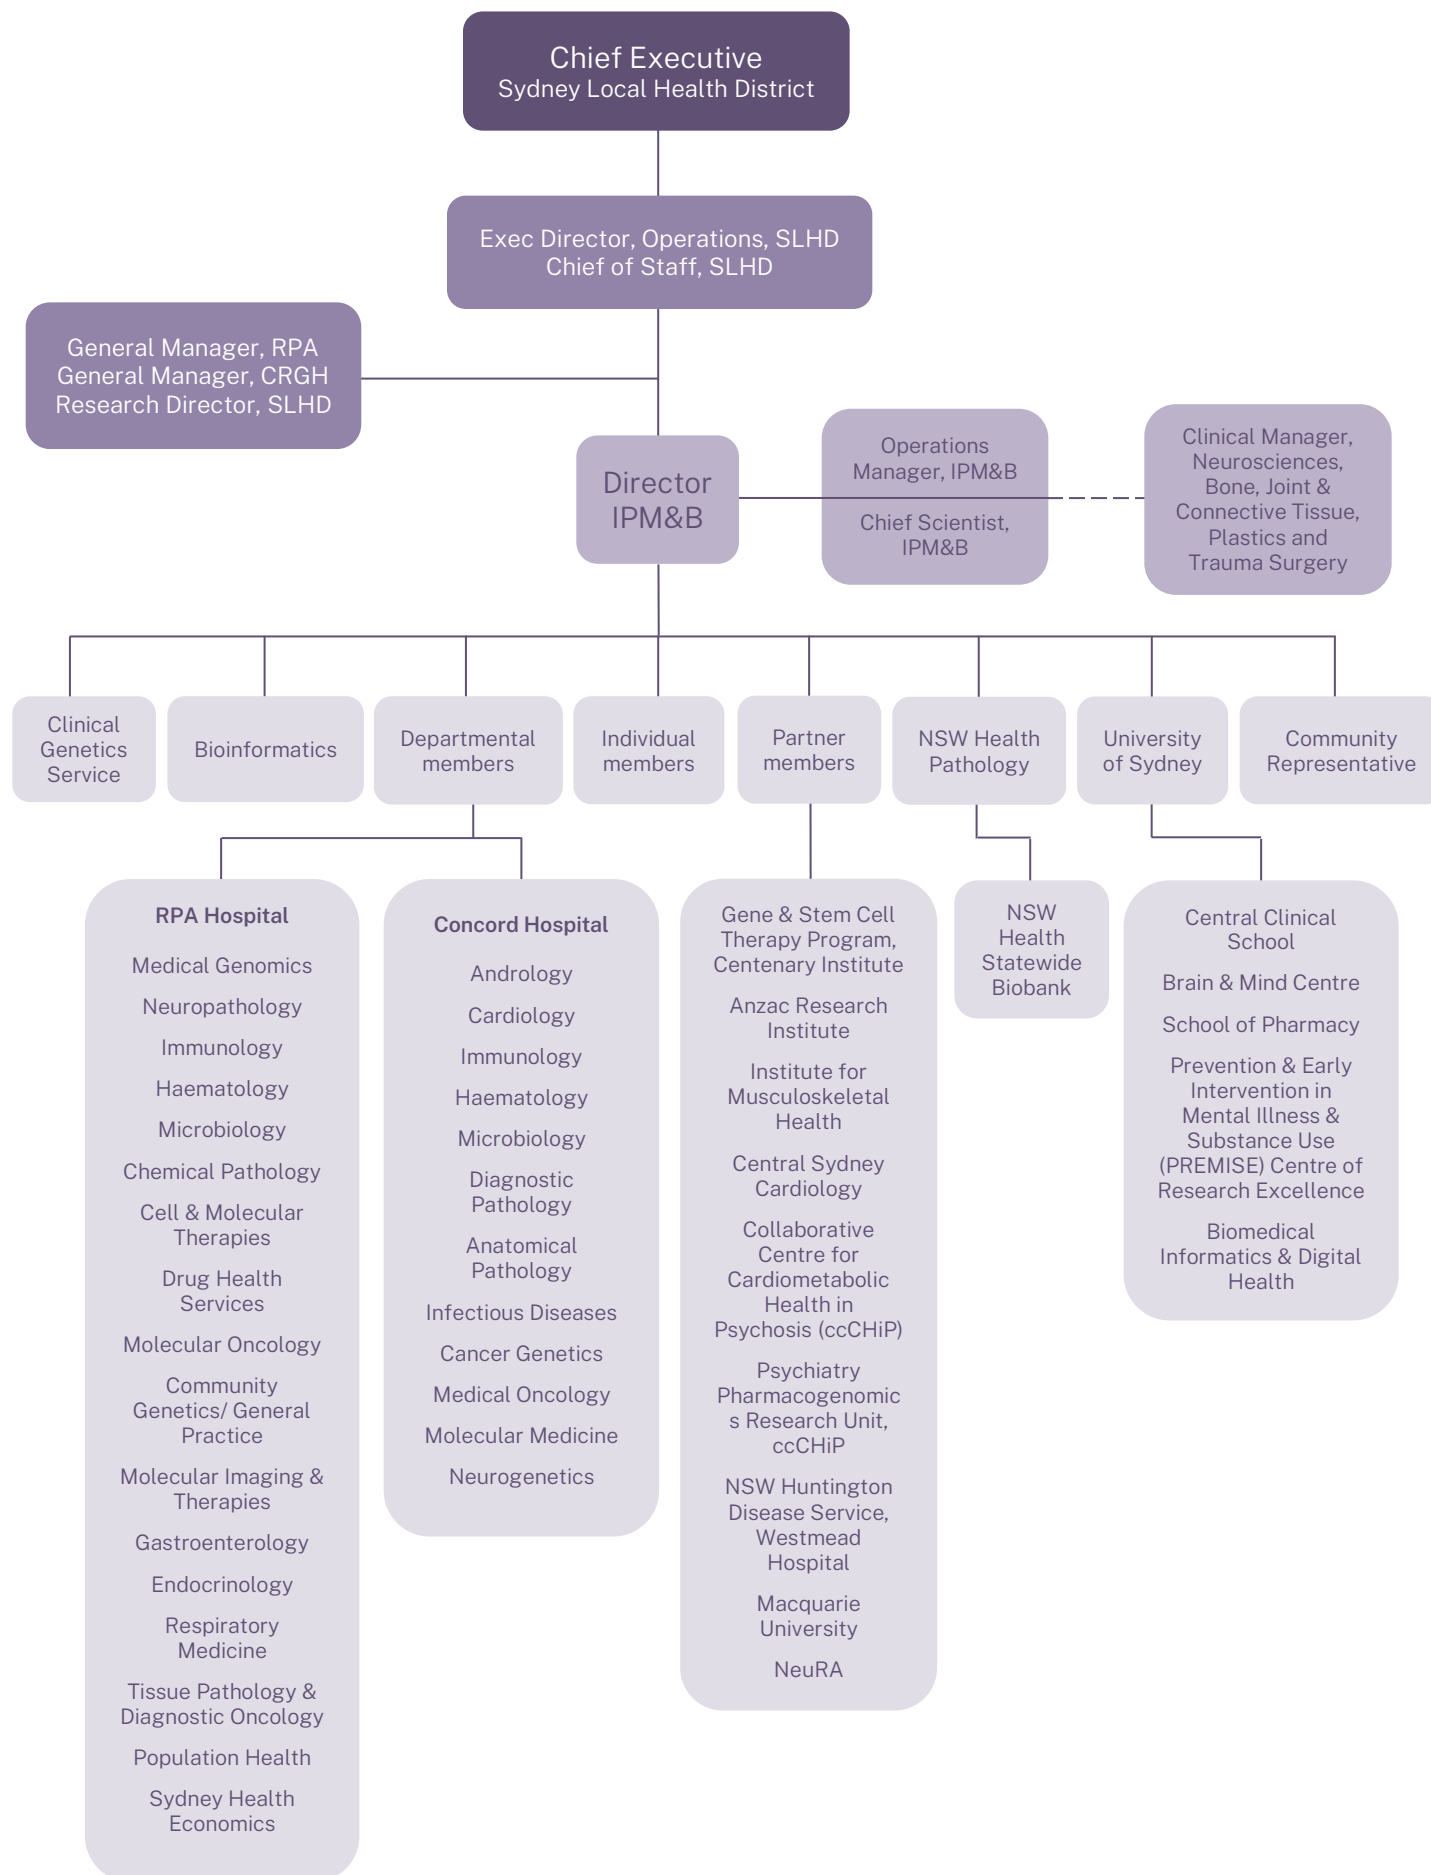 Chief Executive
Sydney Local Health District
Exec Director, Operations, SLHD
Chief of Staff, SLHD
General Manager, RPA
General Manager, CRGH
Research Director, SLHD
Director
IPM&B
Operations
Manager, IPM&B
Chief Scientist,
IPM&B
Clinical Manager,
Neurosciences,
Bone, Joint &
Connective Tissue,
Plastics and
Trauma Surgery
Clinical
Genetics
Service
Bioinformatics
Departmental
members
Individual
members
Partner
members
NSW Health
Pathology
University
of Sydney
Community
Representative
RPA Hospital
Medical Genomics
Neuropathology
Immunology
Haematology
Microbiology
Chemical Pathology
Cell & Molecular
Therapies
Drug Health
Services
Molecular Oncology
Community
Genetics/ General
Practice
Molecular Imaging &
Therapies
Gastroenterology
Endocrinology
Respiratory
Medicine
Tissue Pathology &
Diagnostic Oncology
Population Health
Sydney Health
Economics
Concord Hospital
Andrology
Cardiology
Immunology
Haematology
Microbiology
Diagnostic
Pathology
Anatomical
Pathology
Infectious Diseases
Cancer Genetics
Medical Oncology
Molecular Medicine
Neurogenetics
Gene & Stem Cell
Therapy Program,
Centenary Institute
Anzac Research
Institute
Institute for
Musculoskeletal
Health
Central Sydney
Cardiology
Collaborative
Centre for
Cardiometabolic
Health in
Psychosis (ccCHiP)
Psychiatry
Pharmacogenomic
s Research Unit,
ccCHiP
NSW Huntington
Disease Service,
Westmead
Hospital
Macquarie
University
NeuRA
NSW
Health
Statewide
Biobank
Central Clinical
School
Brain & Mind Centre
School of Pharmacy
Prevention & Early
Intervention in
Mental Illness &
Substance Use
(PREMISE) Centre of
Research Excellence
Biomedical
Informatics & Digital
Health